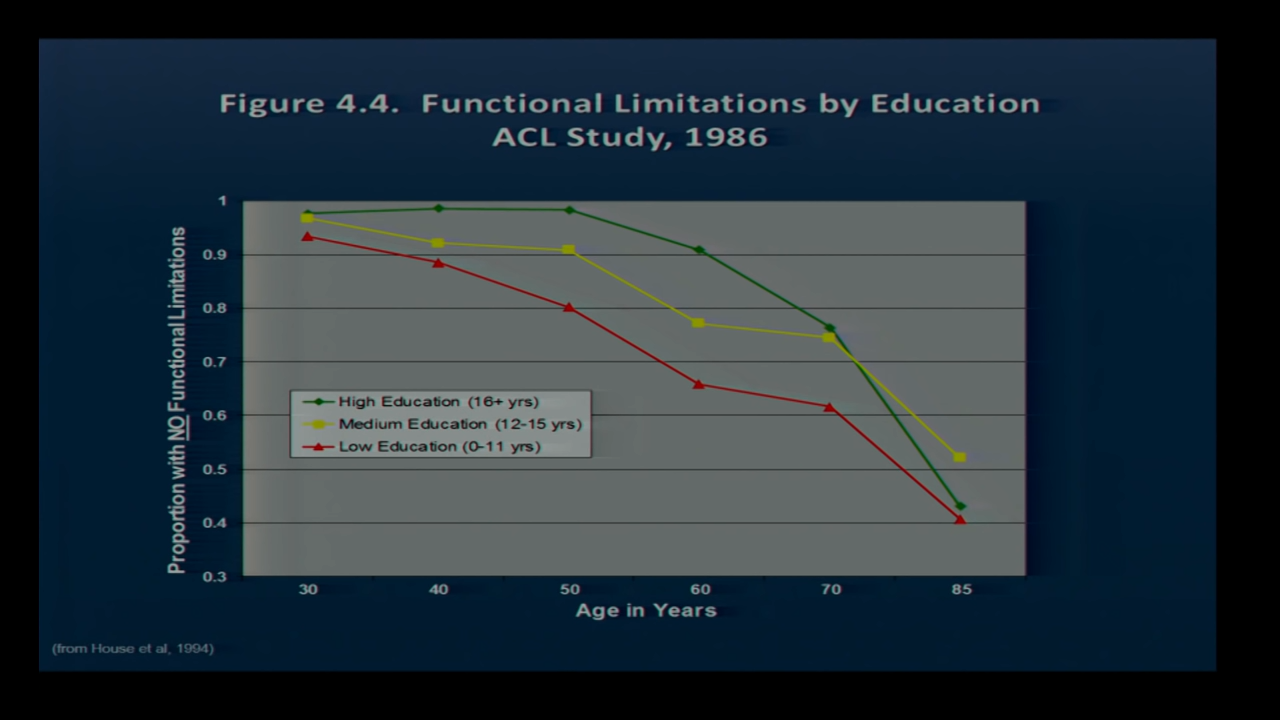 Figure 4.4. Functional Limitations by Education
ACL Study, 1986
Proportion with NO Functional Limitations
1
0.9
0.8
0.7
0.6
0.5
0.4
0.3
High Education (16+ yrs)
Medium Education (12-15 yrs)
Low Education (0-11 yrs)
30 40 50 60 70 85
Age in Years
(from House et al, 1994)